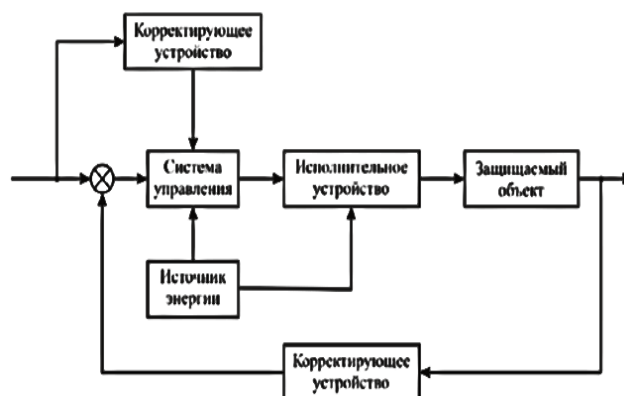 Корректирующее
устройство
Система
управления
Исполнительное
устройство
Защищаемый
объект
Источник
энергии
Корректирующее
устройство